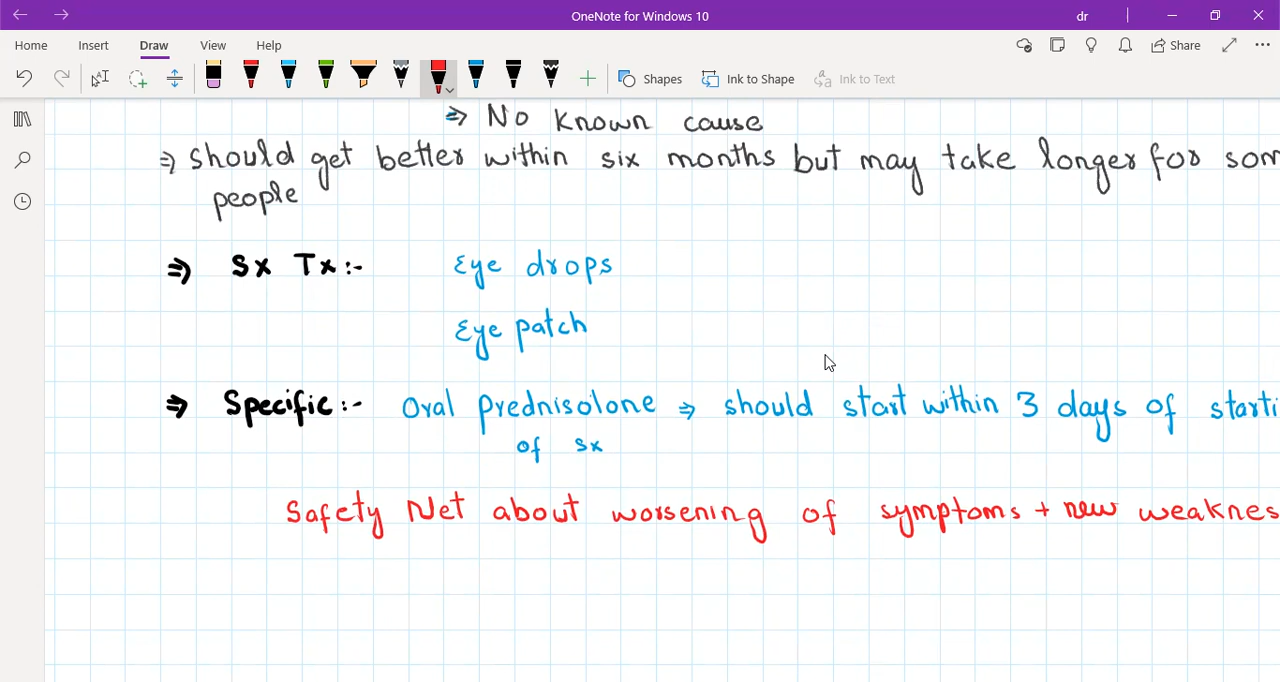 OneNote for Windows 10
dr
Home Insert Draw View Help
Share
Shapes
Ink to Shape
Ink to Text
⇒ No known cause
⇒ should get better within six months but may take longer for som
people
⇒ Sx Tx:- Eye drops
Eye patch
⇒ Specific:- Oral prednisolone ⇒ should start within 3 days of starti
of sx
Safety Net about worsening of symptoms + new weaknes